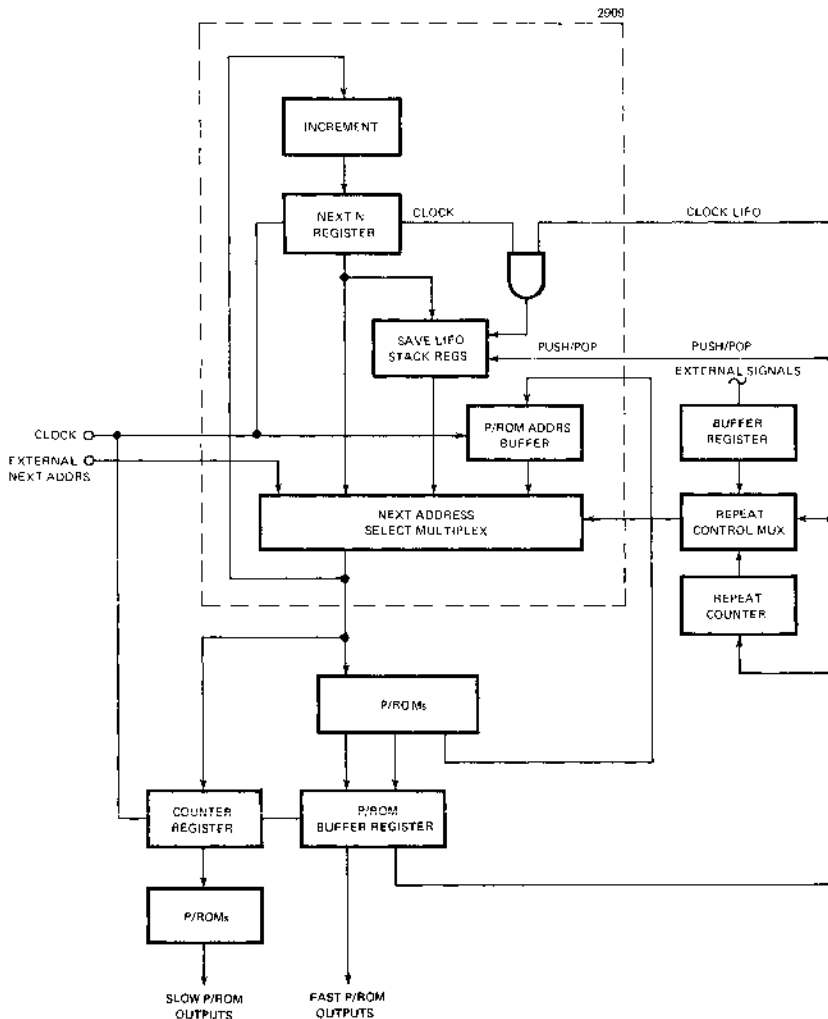 2909
INCREMENT
NEXT N
REGISTER
CLOCK
CLOCK LIFO
SAVE LIFO
STACK REGS
PUSH/POP
PUSH/POP
EXTERNAL SIGNALS
CLOCK
P/ROM ADDRS
BUFFER
BUFFER
REGISTER
EXTERNAL
NEXT ADDRS
NEXT ADDRESS
SELECT MULTIPLEX
REPEAT
CONTROL MUX
REPEAT
COUNTER
P/ROMs
COUNTER
REGISTER
P/ROM
BUFFER REGISTER
P/ROMs
SLOW P/ROM
OUTPUTS
FAST P/ROM
OUTPUTS